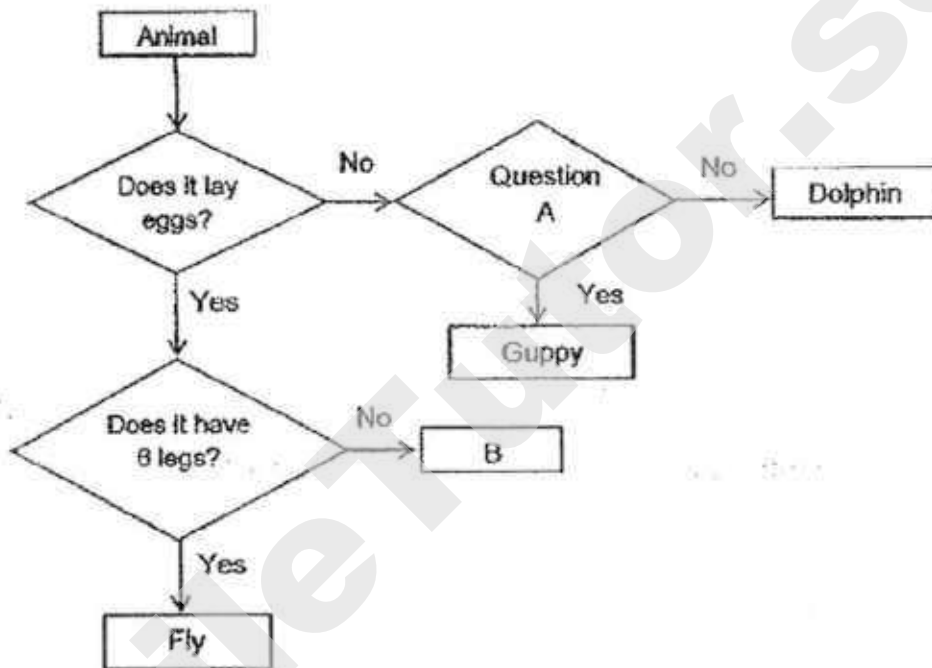 Animal
Does it lay
eggs?
No
Question
A
No
Dolphin
Yes
Yes
Guppy
Does it have
6 legs?
No
B
Yes
Fly